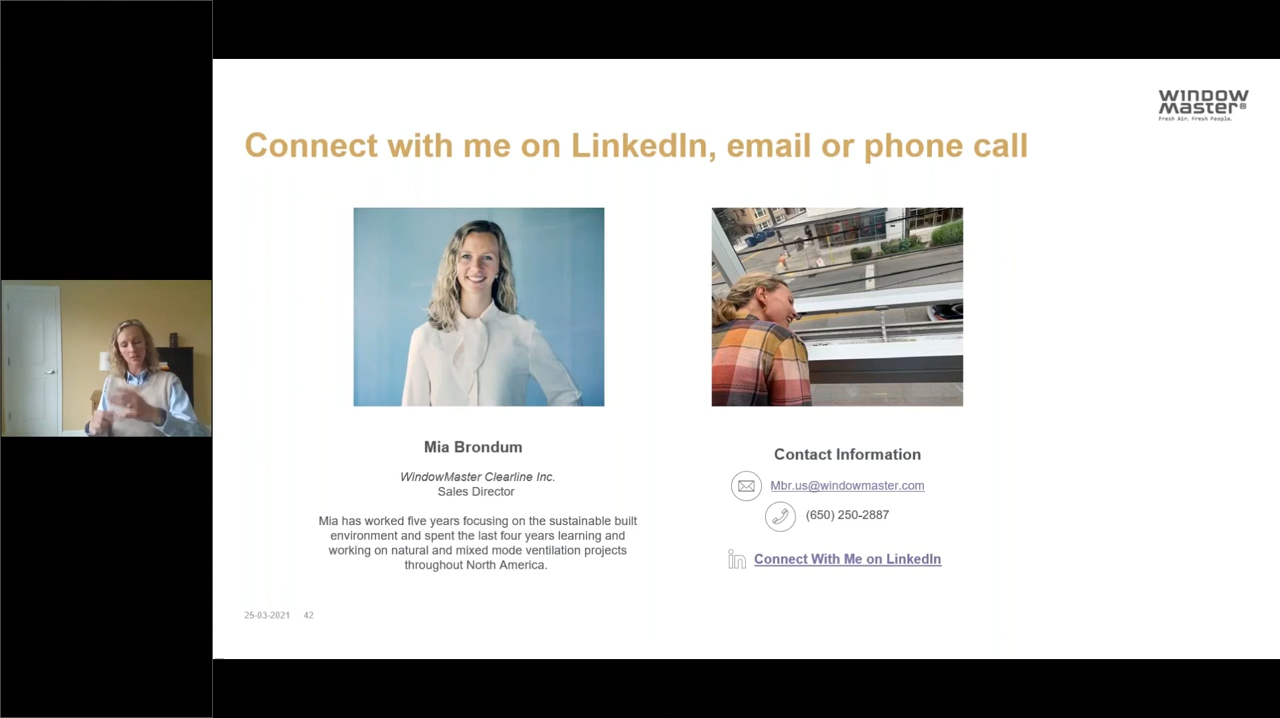 WINDOW
Master®
Fresh Air. Fresh People.
Connect with me on LinkedIn, email or phone call
Mia Brondum
WindowMaster Clearline Inc.
Sales Director
Mia has worked five years focusing on the sustainable built
environment and spent the last four years learning and
working on natural and mixed mode ventilation projects
throughout North America.
Contact Information
Mbr.us@windowmaster.com
(650) 250-2887
in Connect With Me on LinkedIn
25-03-2021 42